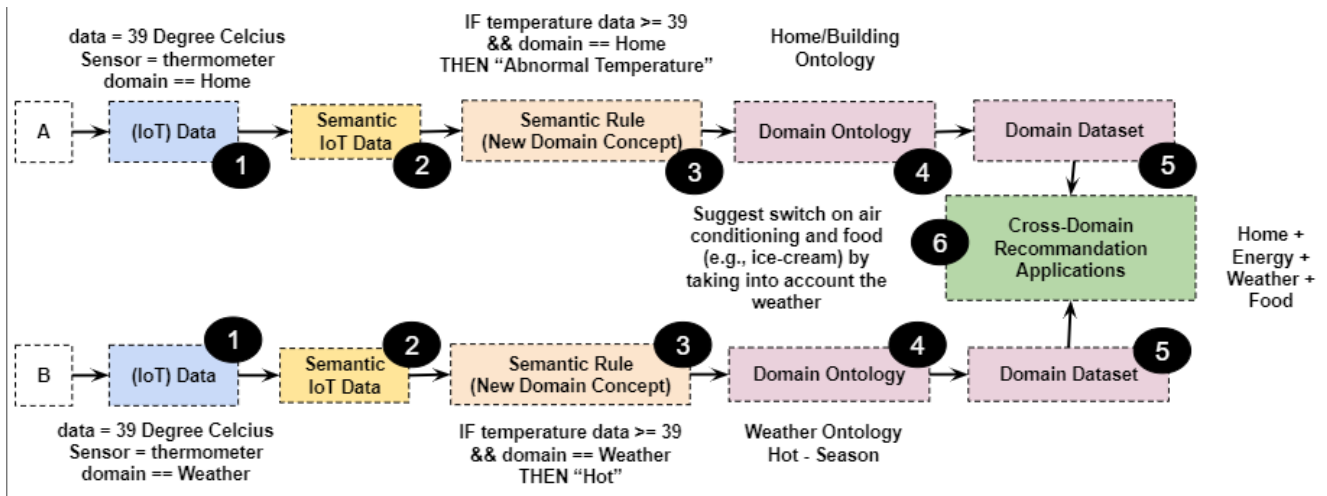 data = 39 Degree Celcius
Sensor = thermometer
domain == Home
IF temperature data >= 39
&& domain == Home
THEN “Abnormal Temperature”
Home/Building
Ontology
A
(IoT) Data
1
Semantic
IoT Data
2
Semantic Rule
(New Domain Concept)
3
Domain Ontology
4
Domain Dataset
5
Suggest switch on air
conditioning and food
(e.g., ice-cream) by
taking into account the
weather
6
Cross-Domain
Recommandation
Applications
Home +
Energy +
Weather +
Food
B
(IoT) Data
1
Semantic
IoT Data
2
Semantic Rule
(New Domain Concept)
3
Domain Ontology
4
Domain Dataset
5
data = 39 Degree Celcius
Sensor = thermometer
domain == Weather
IF temperature data >= 39
&& domain == Weather
THEN “Hot”
Weather Ontology
Hot - Season